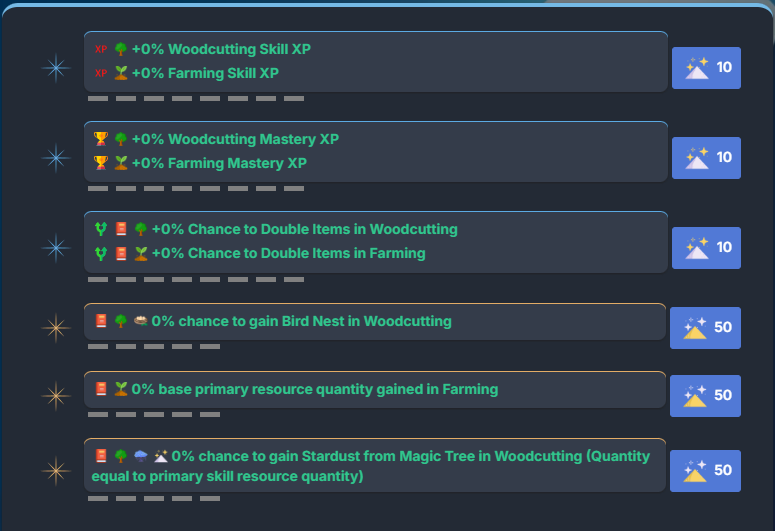 XP +0% Woodcutting Skill XP
XP +0% Farming Skill XP
10
+0% Woodcutting Mastery XP
+0% Farming Mastery XP
10
+0% Chance to Double Items in Woodcutting
+0% Chance to Double Items in Farming
10
0% chance to gain Bird Nest in Woodcutting
50
0% base primary resource quantity gained in Farming
50
0% chance to gain Stardust from Magic Tree in Woodcutting (Quantity
equal to primary skill resource quantity)
50